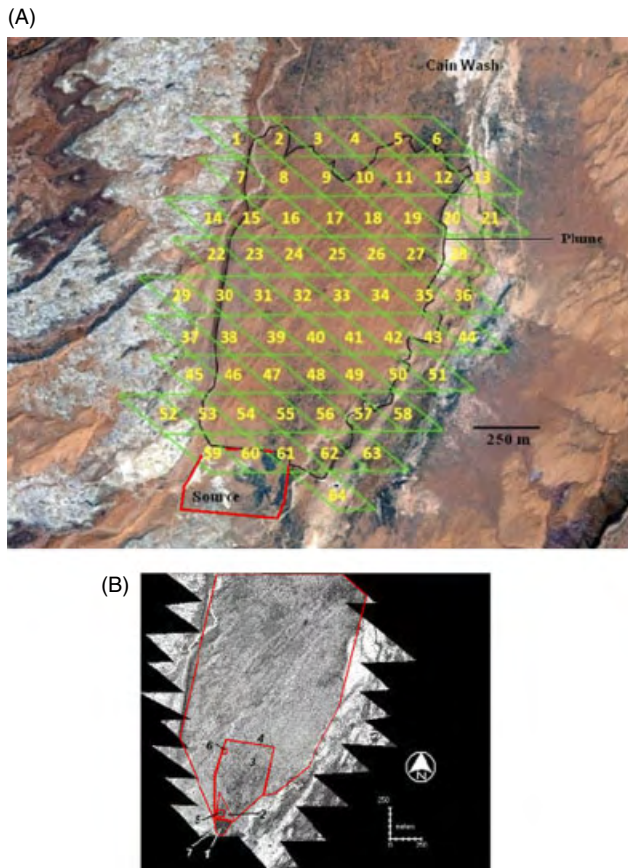 (A)
Cain Wash
1 2 3 4 5 6
7 8 9 10 11 12 13
14 15 16 17 18 19 20 21
Plume
22 23 24 25 26 27 28
29 30 31 32 33 34 35 36
37 38 39 40 41 42 43 44
45 46 47 48 49 50 51
52 53 54 55 56 57 58
250 m
59 60 61 62 63
Source
64
(B)
6 4
3
N
5 2
7 1
250
meters
0 250